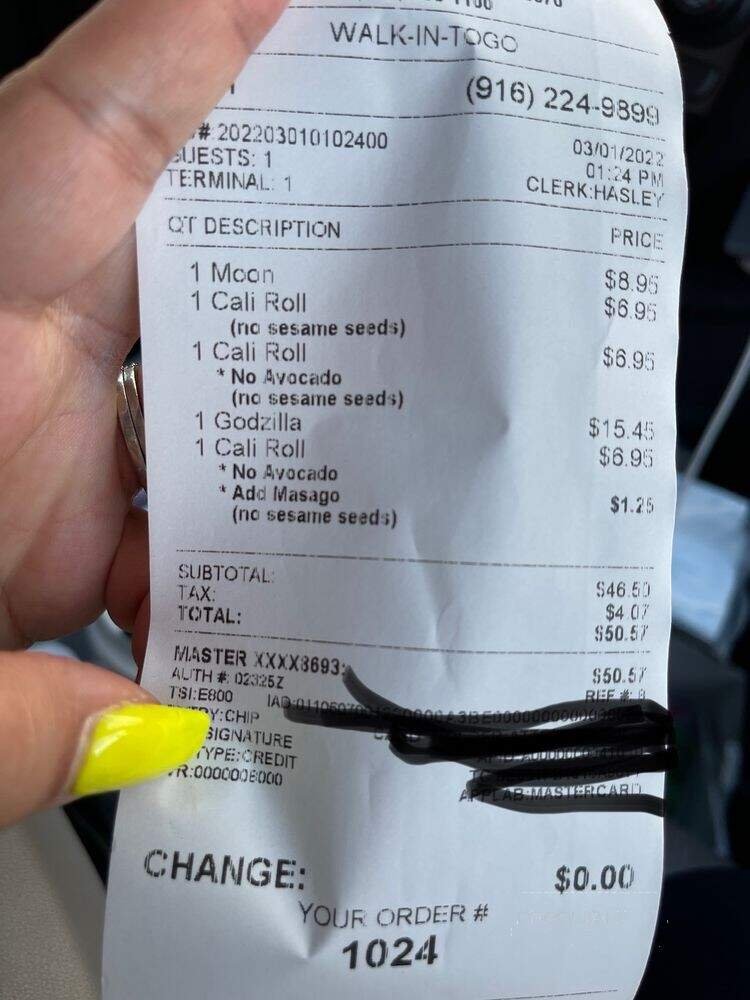 WALK-IN-TOGO
(916) 224-9899
#:202203010102400
03/01/2022
GUESTS: 1
01:24 PM
TERMINAL: 1
CLERK:HASLEY
QT DESCRIPTION PRICE
1 Moon $8.95
1 Cali Roll $6.95
(no sesame seeds)
1 Cali Roll $6.95
* No Avocado
(no sesame seeds)
1 Godzilla $15.45
1 Cali Roll $6.95
* No Avocado
* Add Masago $1.25
(no sesame seeds)
SUBTOTAL: $46.50
TAX: $4.07
TOTAL: $50.57
MASTER XXXX8693: $50.57
AUTH #: 02325Z REF #: 8
TSI:E800
CHIP
SIGNATURE
TYPE:CREDIT
APPLAB:MASTERCARD
CHANGE: $0.00
YOUR ORDER #
1024